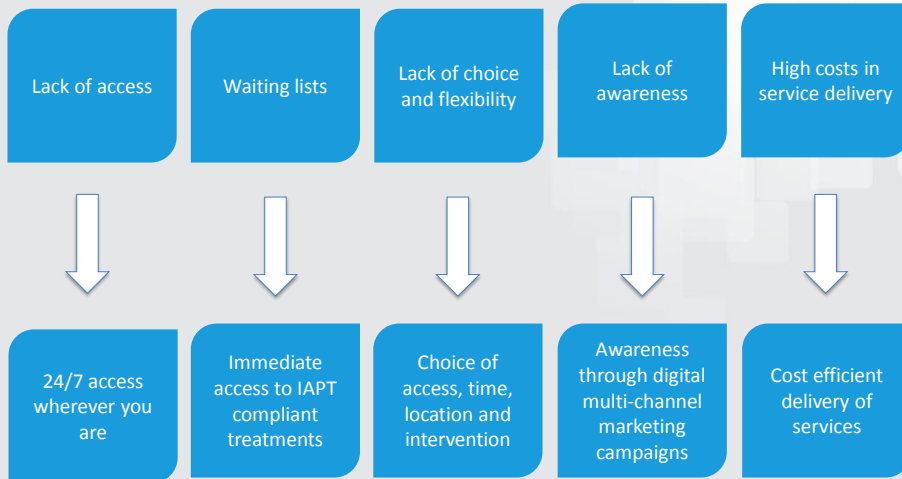 Lack of access
Waiting lists
Lack of choice
and flexibility
Lack of
awareness
High costs in
service delivery
24/7 access
wherever you
are
Immediate
access to IAPT
compliant
treatments
Choice of
access, time,
location and
intervention
Awareness
through digital
multi-channel
marketing
campaigns
Cost efficient
delivery of
services